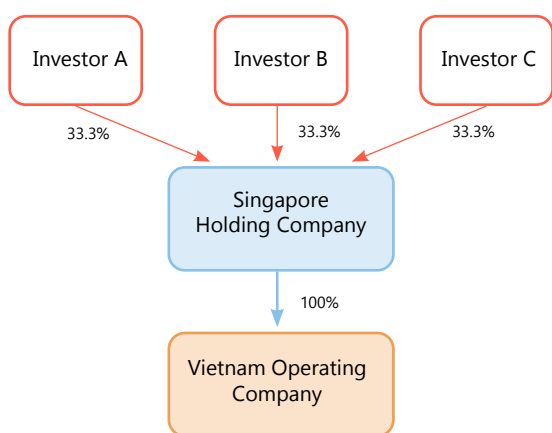 Investor A
Investor B
Investor C
33.3%
33.3%
33.3%
Singapore
Holding Company
100%
Vietnam Operating
Company